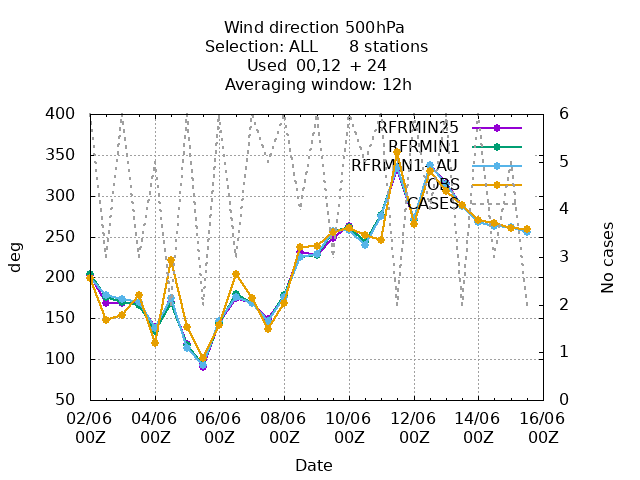 Wind direction 500hPa
Selection: ALL 8 stations
Used 00,12 + 24
Averaging window: 12h
400 6
RFRMIN25
RFRMIN1
RFRMIN1_AU
OBS
CASES
350 5
300
250 4
200 3
150 2
100 1
50 0
deg
No cases
02/06 04/06 06/06 08/06 10/06 12/06 14/06 16/06
00Z 00Z 00Z 00Z 00Z 00Z 00Z 00Z
Date